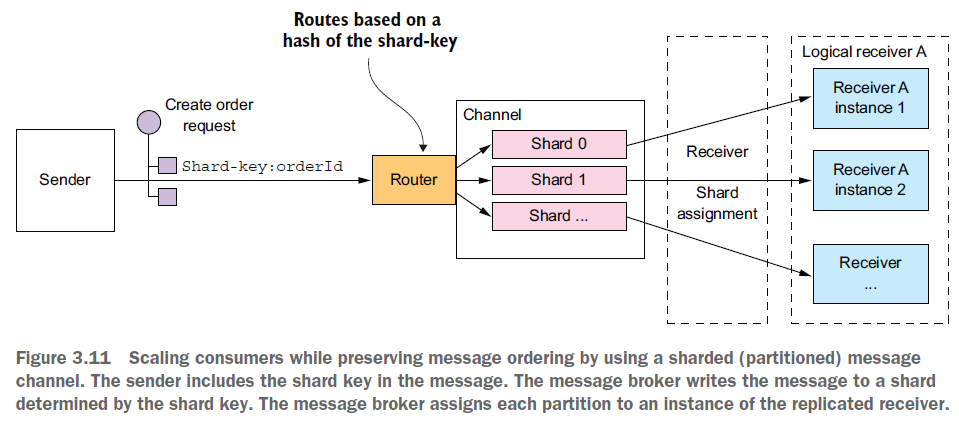 Routes based on a
hash of the shard-key
Logical receiver A
Create order
request
Channel
Receiver A
instance 1
Shard 0
Receiver
Sender
Shard-key:orderId
Router
Shard 1
Receiver A
instance 2
Shard
assignment
Shard ...
Receiver
...
Figure 3.11 Scaling consumers while preserving message ordering by using a sharded (partitioned) message
channel. The sender includes the shard key in the message. The message broker writes the message to a shard
determined by the shard key. The message broker assigns each partition to an instance of the replicated receiver.